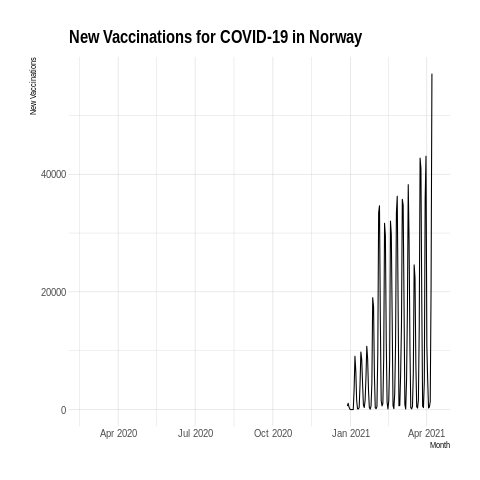 New Vaccinations for COVID-19 in Norway
New Vaccinations
40000
20000
0
Apr 2020 Jul 2020 Oct 2020 Jan 2021 Apr 2021
Month